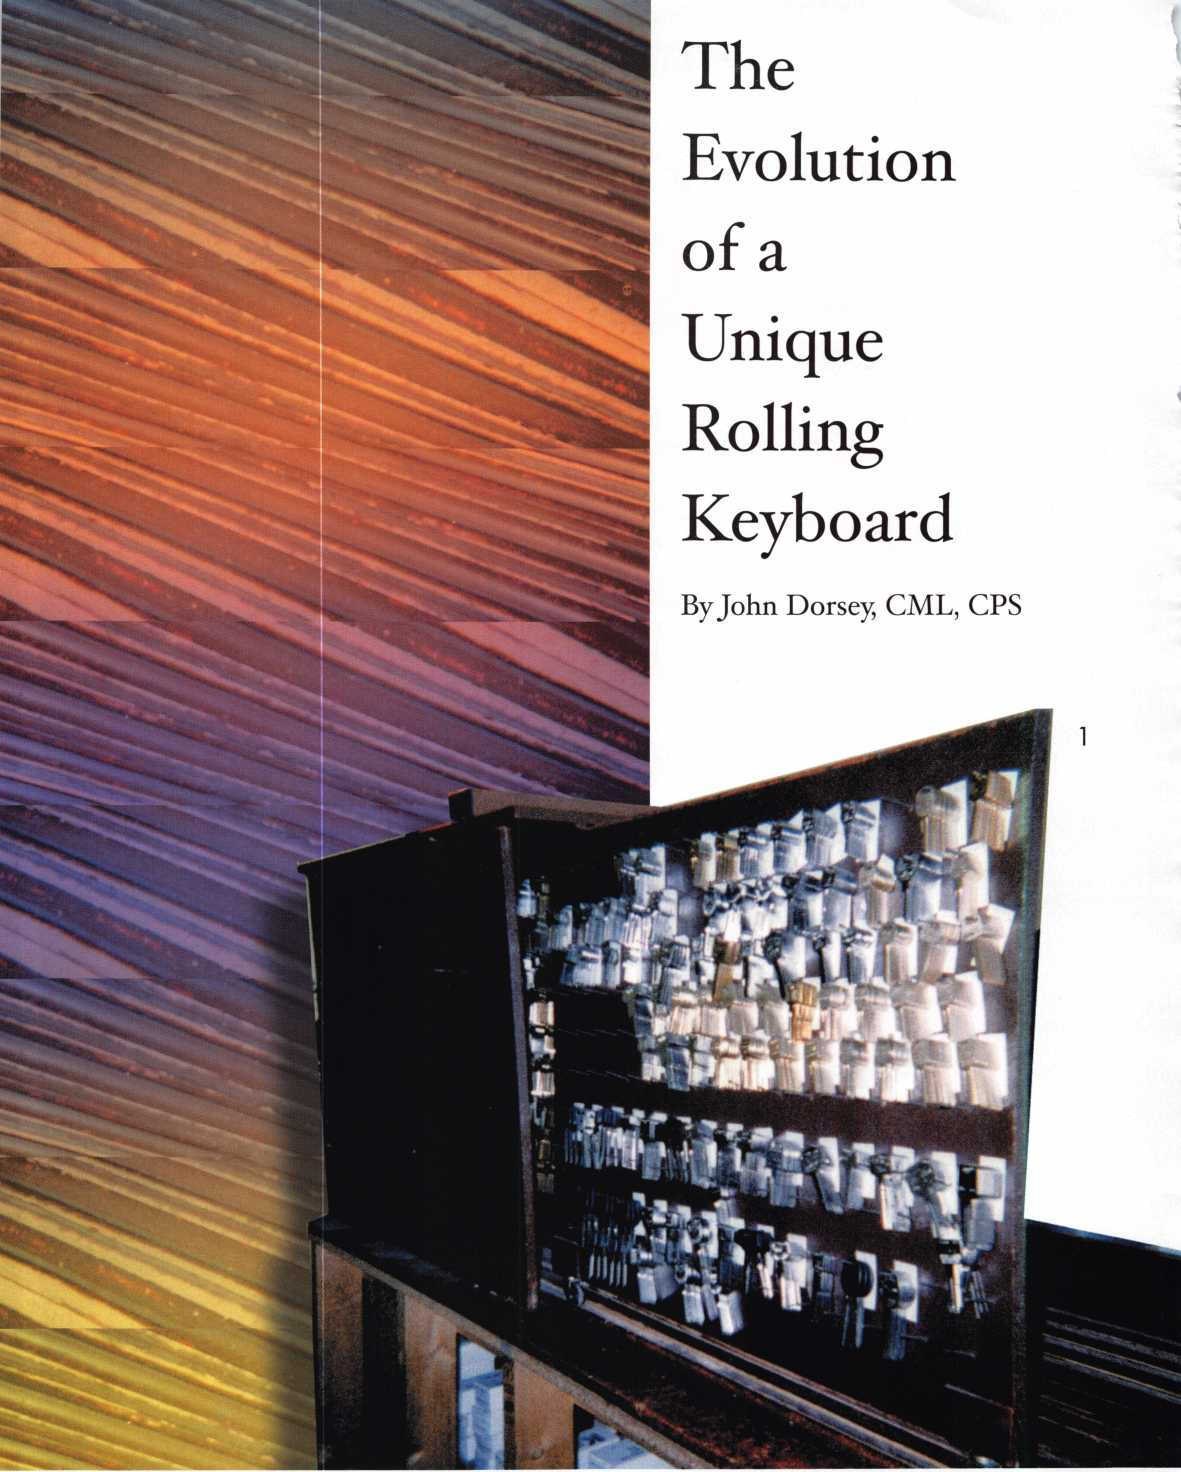 The
Evolution
of a
Unique
Rolling
Keyboard
By John Dorsey, CML, CPS
1